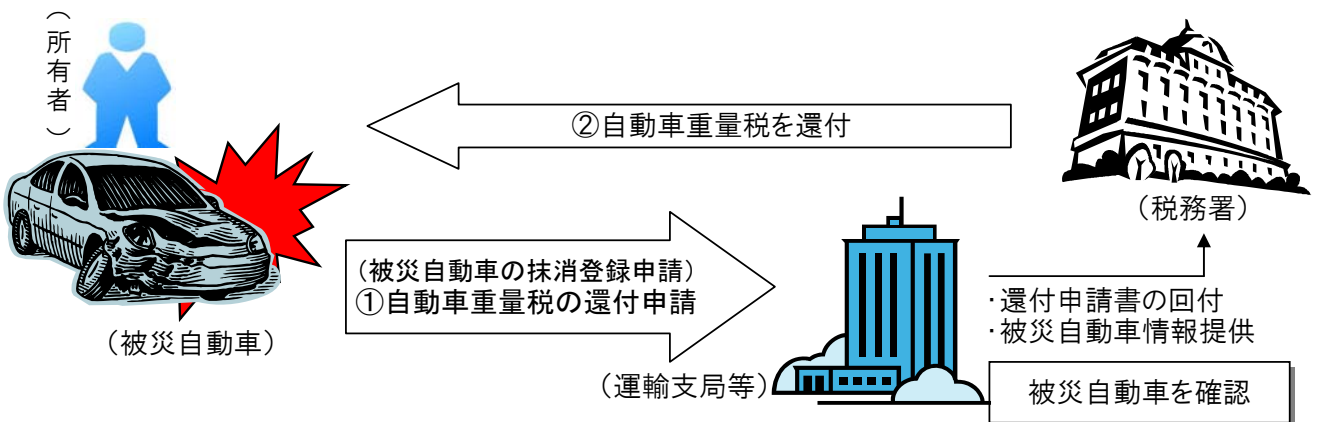 （所有者）
②自動車重量税を還付
（税務署）
（被災自動車の抹消登録申請）
①自動車重量税の還付申請
・還付申請書の回付
・被災自動車情報提供
（被災自動車）
（運輸支局等）
被災自動車を確認